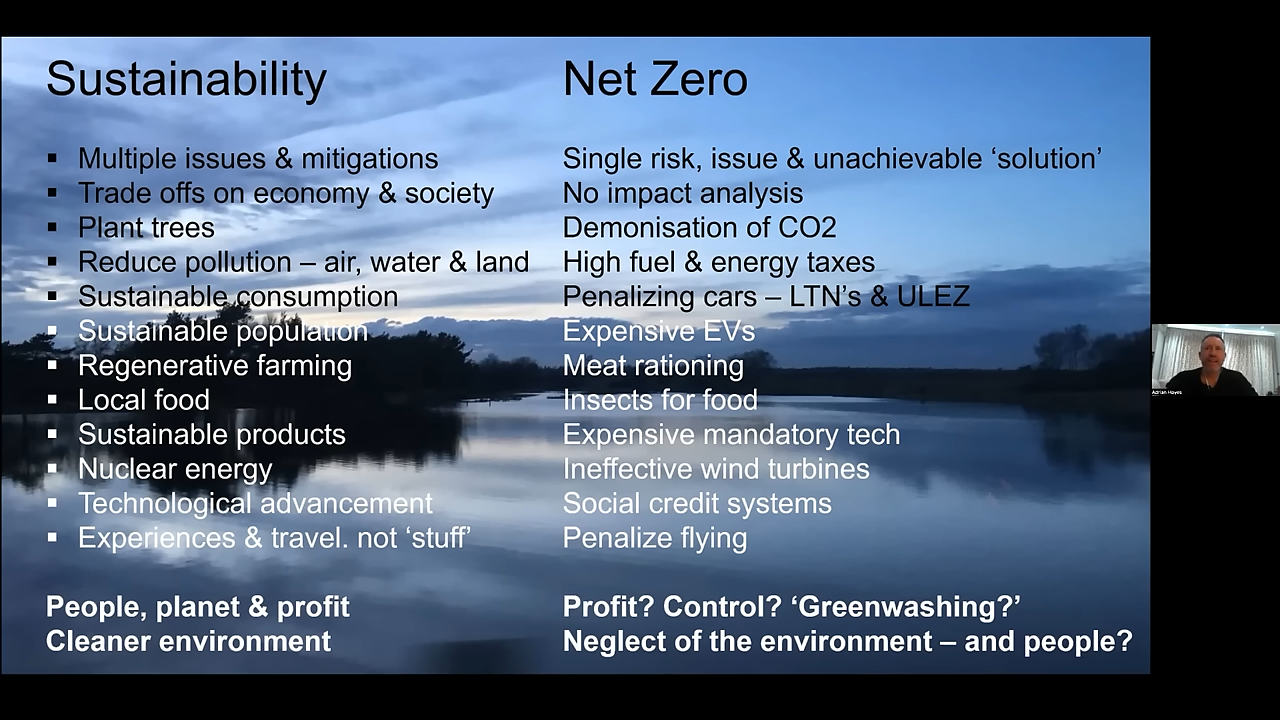 Sustainability
▪ Multiple issues & mitigations
▪ Trade offs on economy & society
▪ Plant trees
▪ Reduce pollution – air, water & land
▪ Sustainable consumption
▪ Sustainable population
▪ Regenerative farming
▪ Local food
▪ Sustainable products
▪ Nuclear energy
▪ Technological advancement
▪ Experiences & travel. not ‘stuff’
People, planet & profit
Cleaner environment
Net Zero
Single risk, issue & unachievable ‘solution’
No impact analysis
Demonisation of CO2
High fuel & energy taxes
Penalizing cars – LTN’s & ULEZ
Expensive EVs
Meat rationing
Insects for food
Expensive mandatory tech
Ineffective wind turbines
Social credit systems
Penalize flying
Profit? Control? ‘Greenwashing?’
Neglect of the environment – and people?
Adrian Hayes